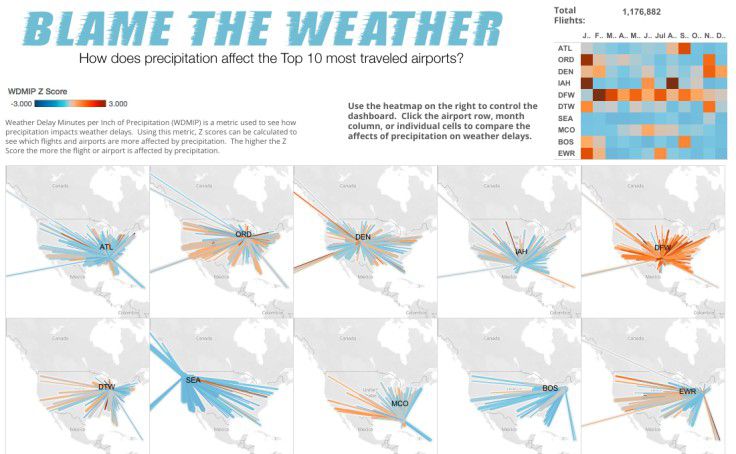 BLAME THE WEATHER
How does precipitation affect the Top 10 most traveled airports?
Total
Flights:
1,176,882
J.. F.. M.. A.. M.. J.. Jul A.. S.. O.. N.. D..
ATL
ORD
DEN
IAH
DFW
DTW
SEA
MCO
BOS
EWR
WDMIP Z Score
-3.000 3.000
Weather Delay Minutes per Inch of Precipitation (WDMIP) is a metric used to see how
precipitation impacts weather delays. Using this metric, Z scores can be calculated to
see which flights and airports are more affected by precipitation. The higher the Z
Score the more the flight or airport is affected by precipitation.
Use the heatmap on the right to control the
dashboard. Click the airport row, month
column, or individual cells to compare the
affects of precipitation on weather delays.
Canada
ATL
Mexico
Canada
ORD
Mexico
Canada
DEN
Mexico
Canada
IAH
Mexico
Canada
DFW
Mexico
Canada
DTW
Mexico
Canada
SEA
Mexico
Canada
United
MCO
Mexico
Canada
BOS
Mexico
Canada
EWR
Mexico